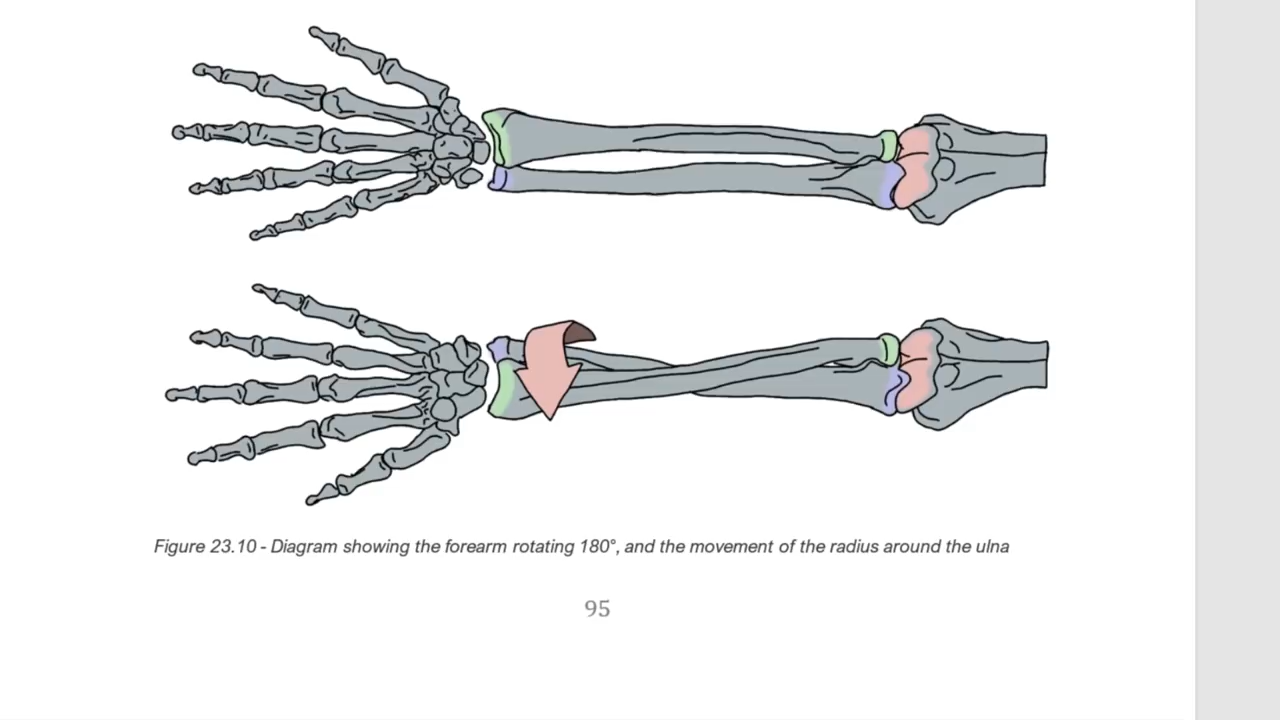 Figure 23.10 - Diagram showing the forearm rotating 180°, and the movement of the radius around the ulna
95